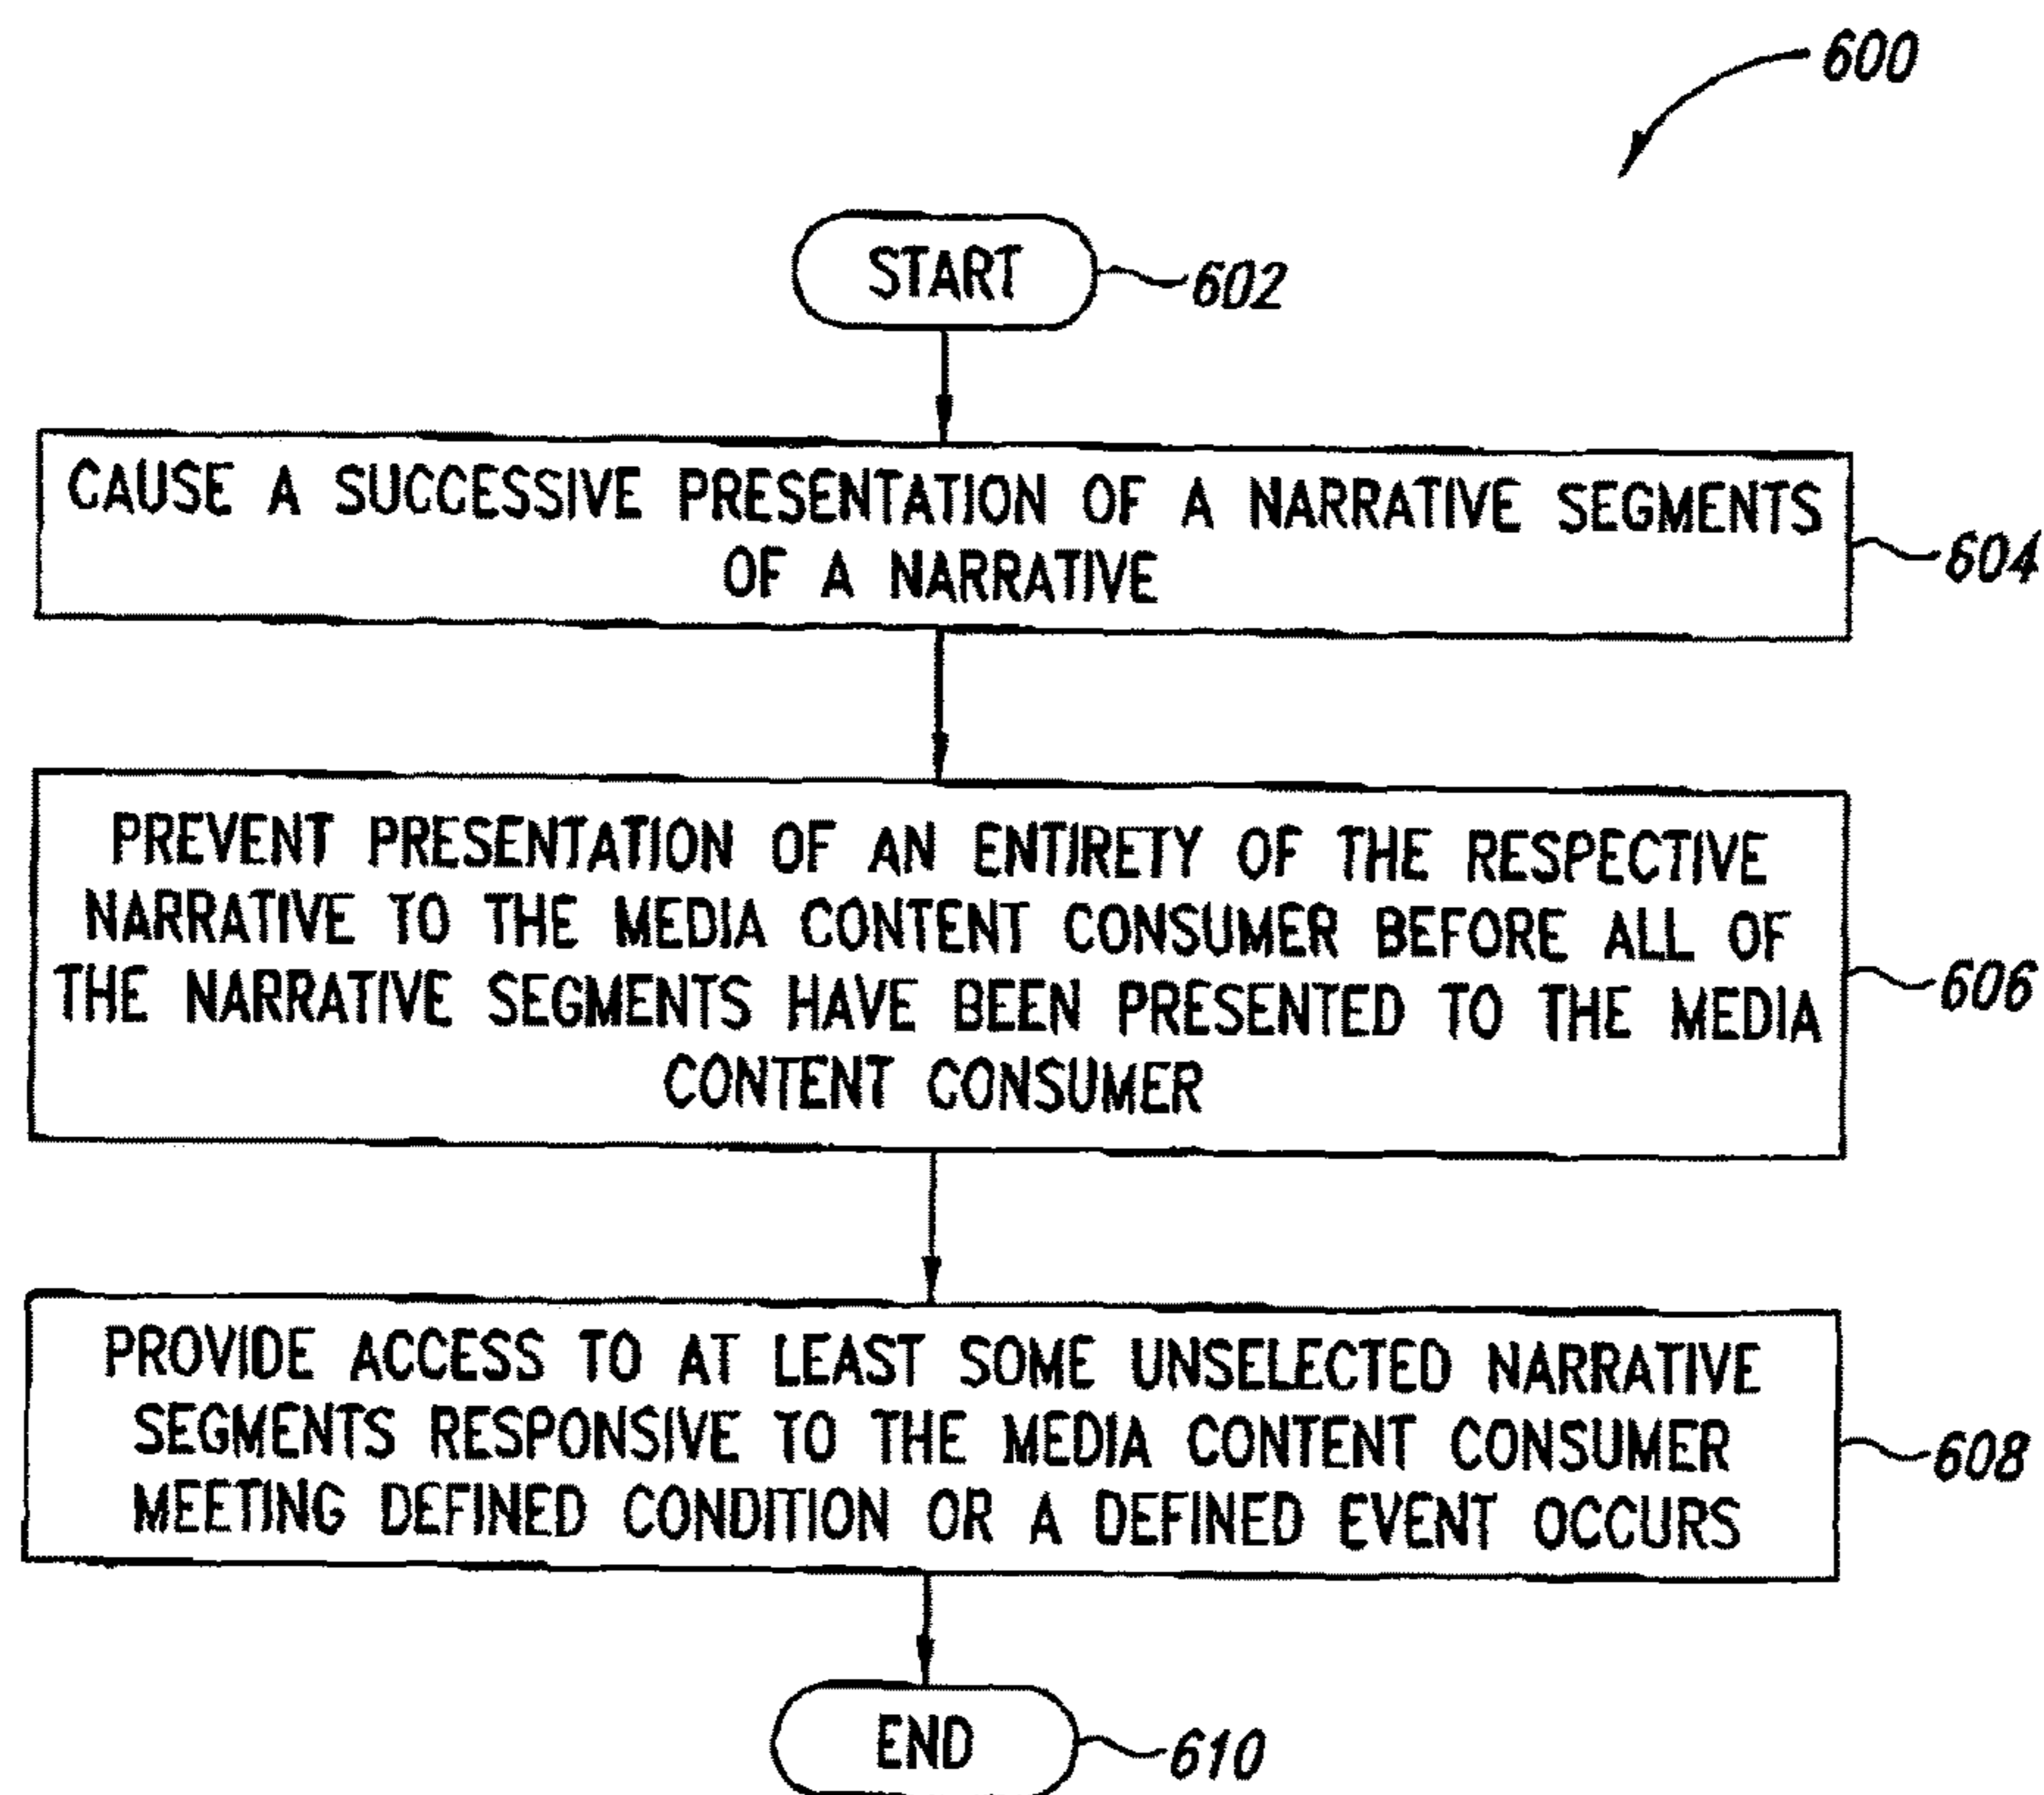 600
START
602
CAUSE A SUCCESSIVE PRESENTATION OF A NARRATIVE SEGMENTS
OF A NARRATIVE
604
PREVENT PRESENTATION OF AN ENTIRETY OF THE RESPECTIVE
NARRATIVE TO THE MEDIA CONTENT CONSUMER BEFORE ALL OF
THE NARRATIVE SEGMENTS HAVE BEEN PRESENTED TO THE MEDIA
CONTENT CONSUMER
606
PROVIDE ACCESS TO AT LEAST SOME UNSELECTED NARRATIVE
SEGMENTS RESPONSIVE TO THE MEDIA CONTENT CONSUMER
MEETING DEFINED CONDITION OR A DEFINED EVENT OCCURS
608
END
610